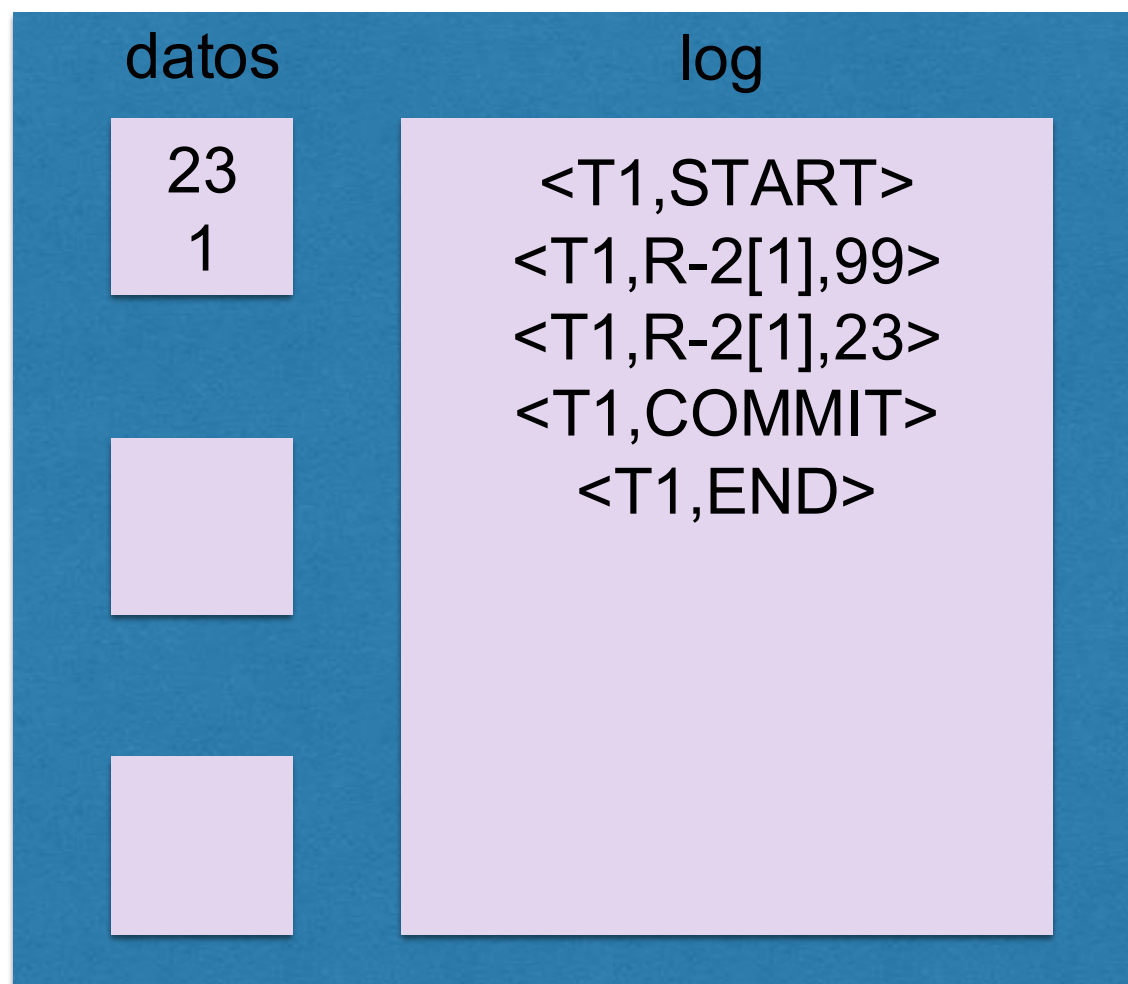 datos
log
23
1
<T1,START>
<T1,R-2[1],99>
<T1,R-2[1],23>
<T1,COMMIT>
<T1,END>